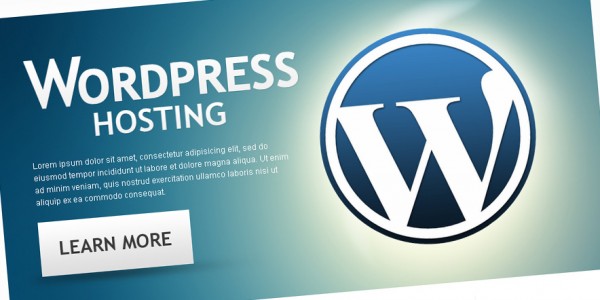 WORDPRESS
HOSTING
Lorem ipsum dolor sit amet, consectetur adipisicing elit, sed do
eiusmod tempor incididunt ut labore et dolore magna aliqua. Ut enim
ad minim veniam, quis nostrud exercitation ullamco laboris nisi ut
aliquip ex ea commodo consequat.
LEARN MORE
W